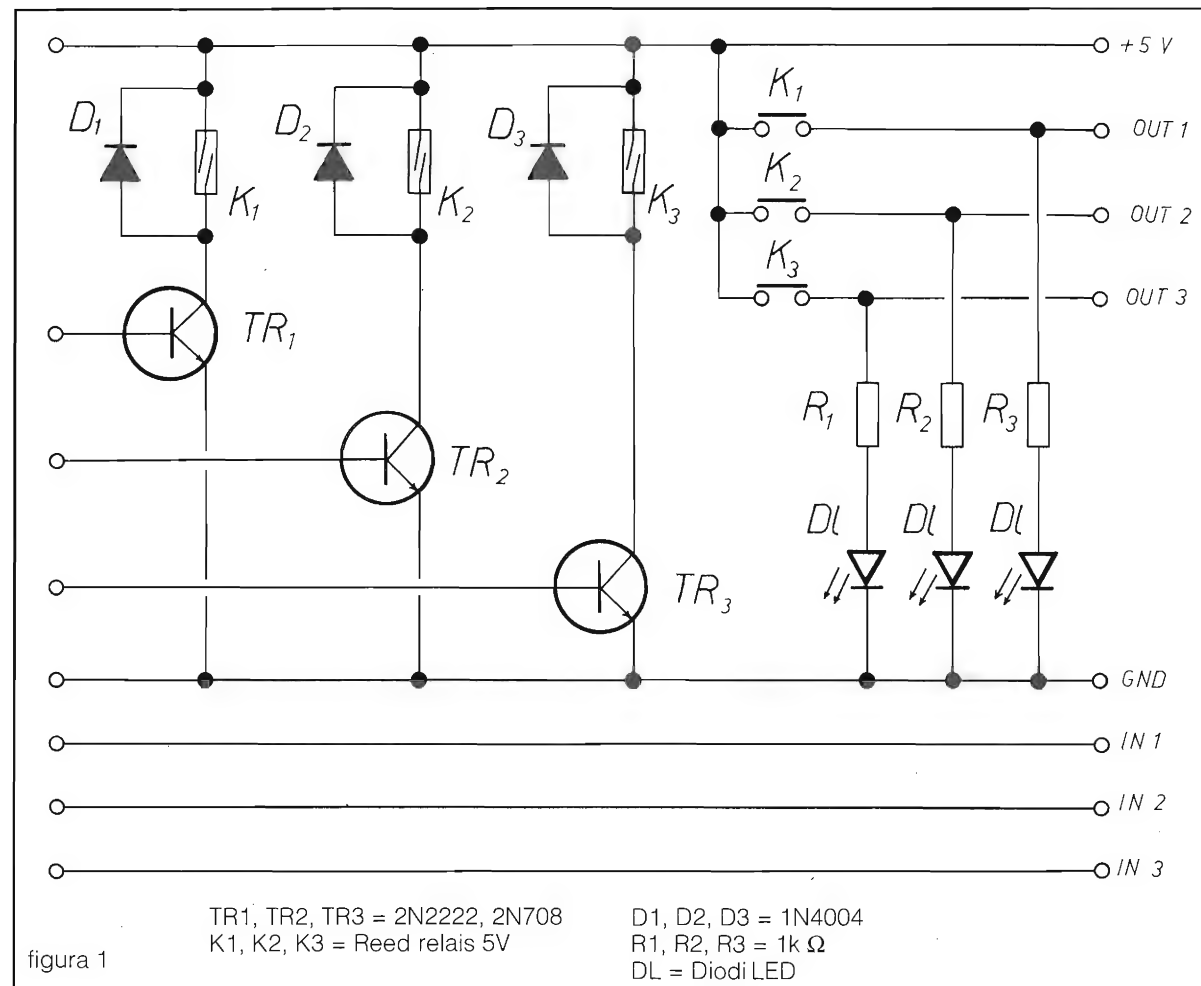 +5 V
D1
K1
D2
K2
D3
K3
K1
OUT 1
K2
OUT 2
K3
OUT 3
TR1
R1
R2
R3
TR2
Dl
Dl
Dl
TR3
GND
IN 1
IN 2
IN 3
TR1, TR2, TR3 = 2N2222, 2N708
K1, K2, K3 = Reed relais 5V
D1, D2, D3 = 1N4004
R1, R2, R3 = 1k Ω
DL = Diodi LED
figura 1